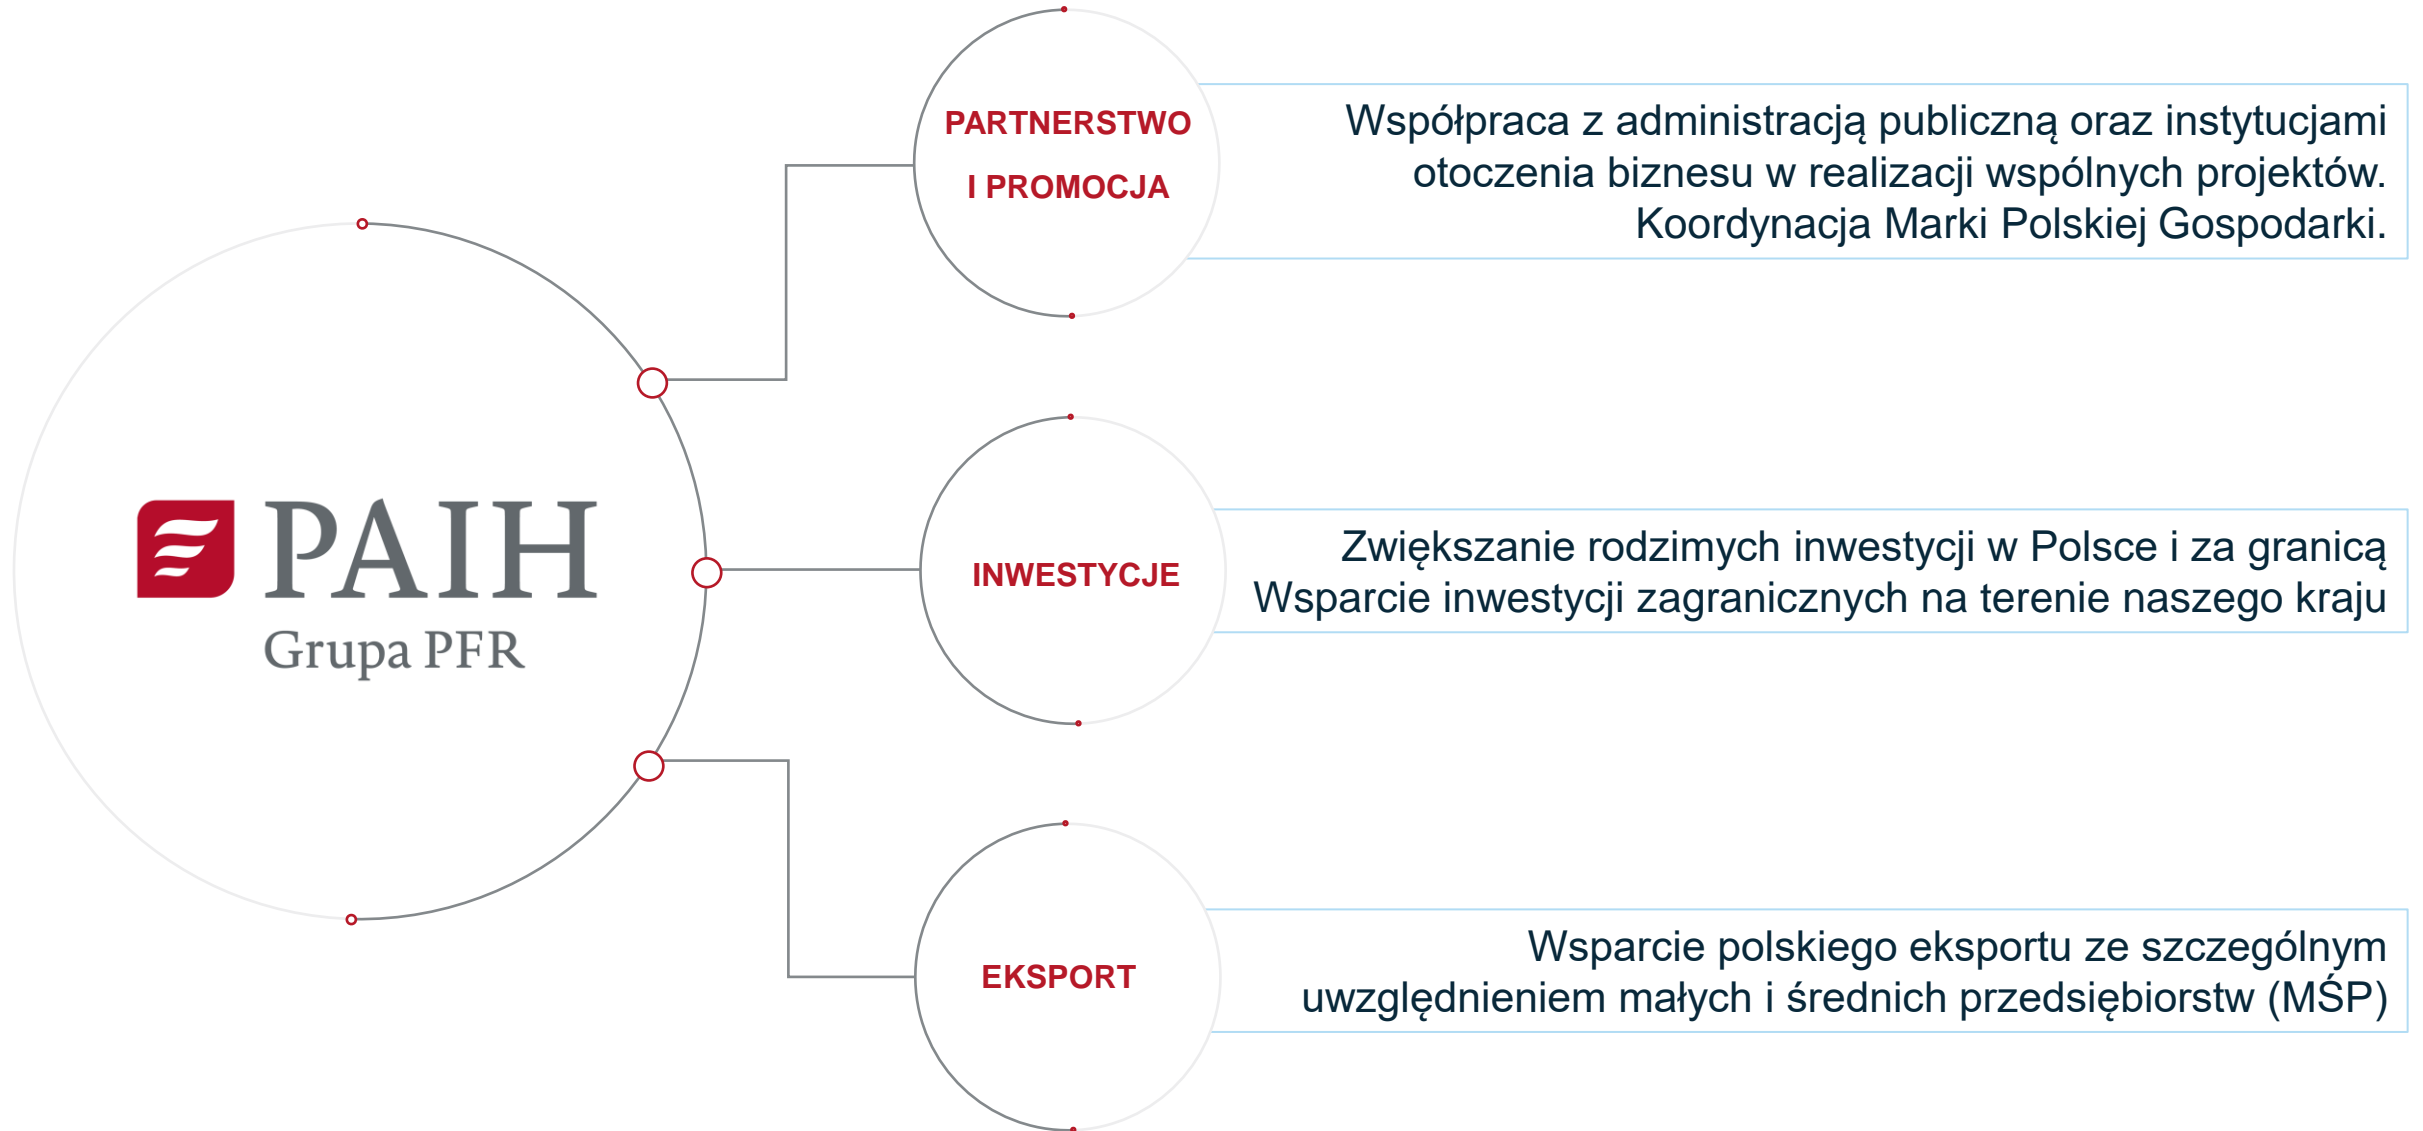 PAIH
Grupa PFR
PARTNERSTWO
I PROMOCJA
Współpraca z administracją publiczną oraz instytucjami
otoczenia biznesu w realizacji wspólnych projektów.
Koordynacja Marki Polskiej Gospodarki.
INWESTYCJE
Zwiększanie rodzimych inwestycji w Polsce i za granicą
Wsparcie inwestycji zagranicznych na terenie naszego kraju
EKSPORT
Wsparcie polskiego eksportu ze szczególnym
uwzględnieniem małych i średnich przedsiębiorstw (MŚP)